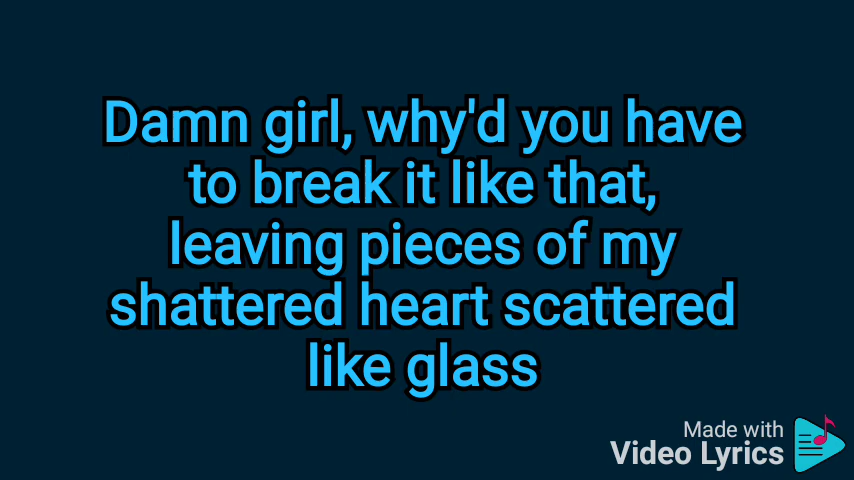 Damn girl, why'd you have
to break it like that,
leaving pieces of my
shattered heart scattered
like glass
Made with
Video Lyrics